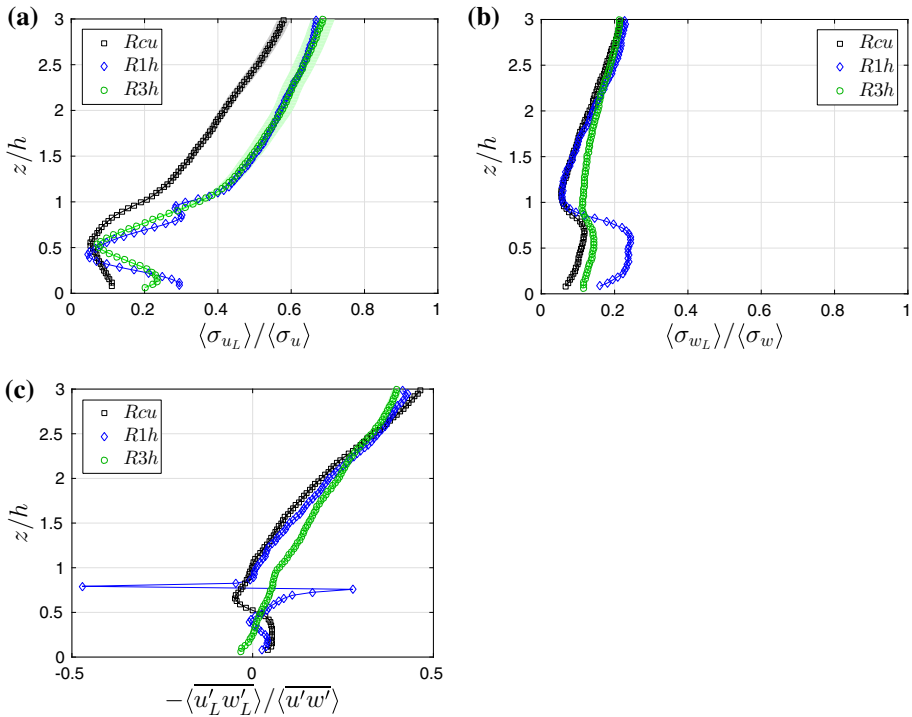 (a)
Rcu
R1h
R3h
z/h
3
2.5
2
1.5
1
0.5
0
0 0.2 0.4 0.6 0.8 1
⟨σ_{u_L}⟩/⟨σ_u⟩
(b)
Rcu
R1h
R3h
z/h
3
2.5
2
1.5
1
0.5
0
0 0.2 0.4 0.6 0.8 1
⟨σ_{w_L}⟩/⟨σ_w⟩
(c)
Rcu
R1h
R3h
z/h
3
2.5
2
1.5
1
0.5
0
-0.5 0 0.5
−⟨\overline{u'_L w'_L}⟩/⟨\overline{u'w'}⟩